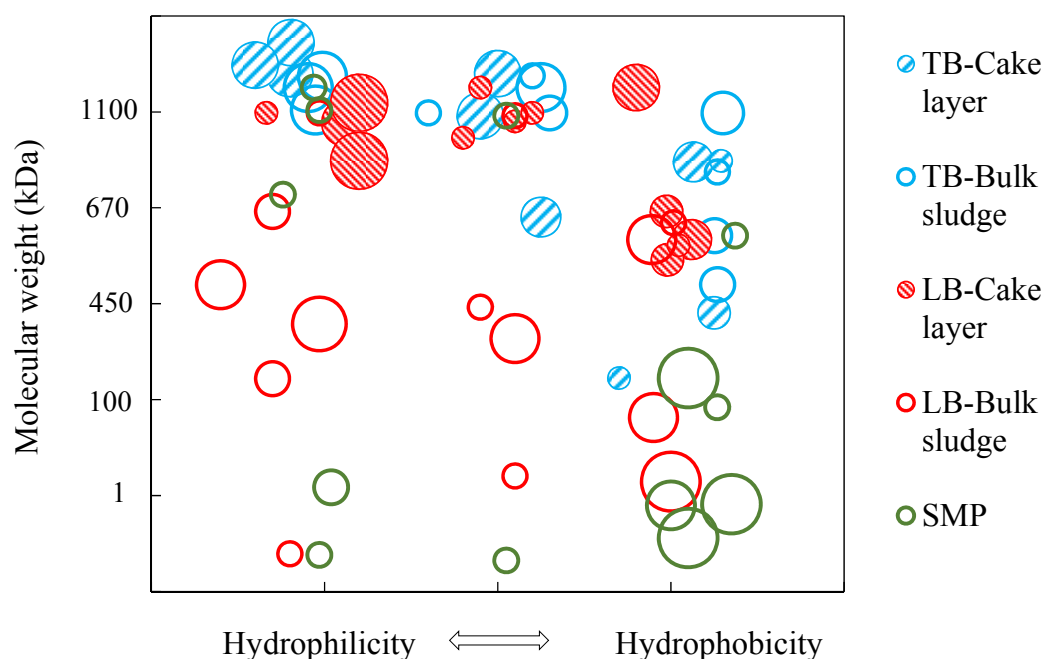 Molecular weight (kDa)
1100
670
450
100
1
Hydrophilicity
Hydrophobicity
TB-Cake
layer
TB-Bulk
sludge
LB-Cake
layer
LB-Bulk
sludge
SMP